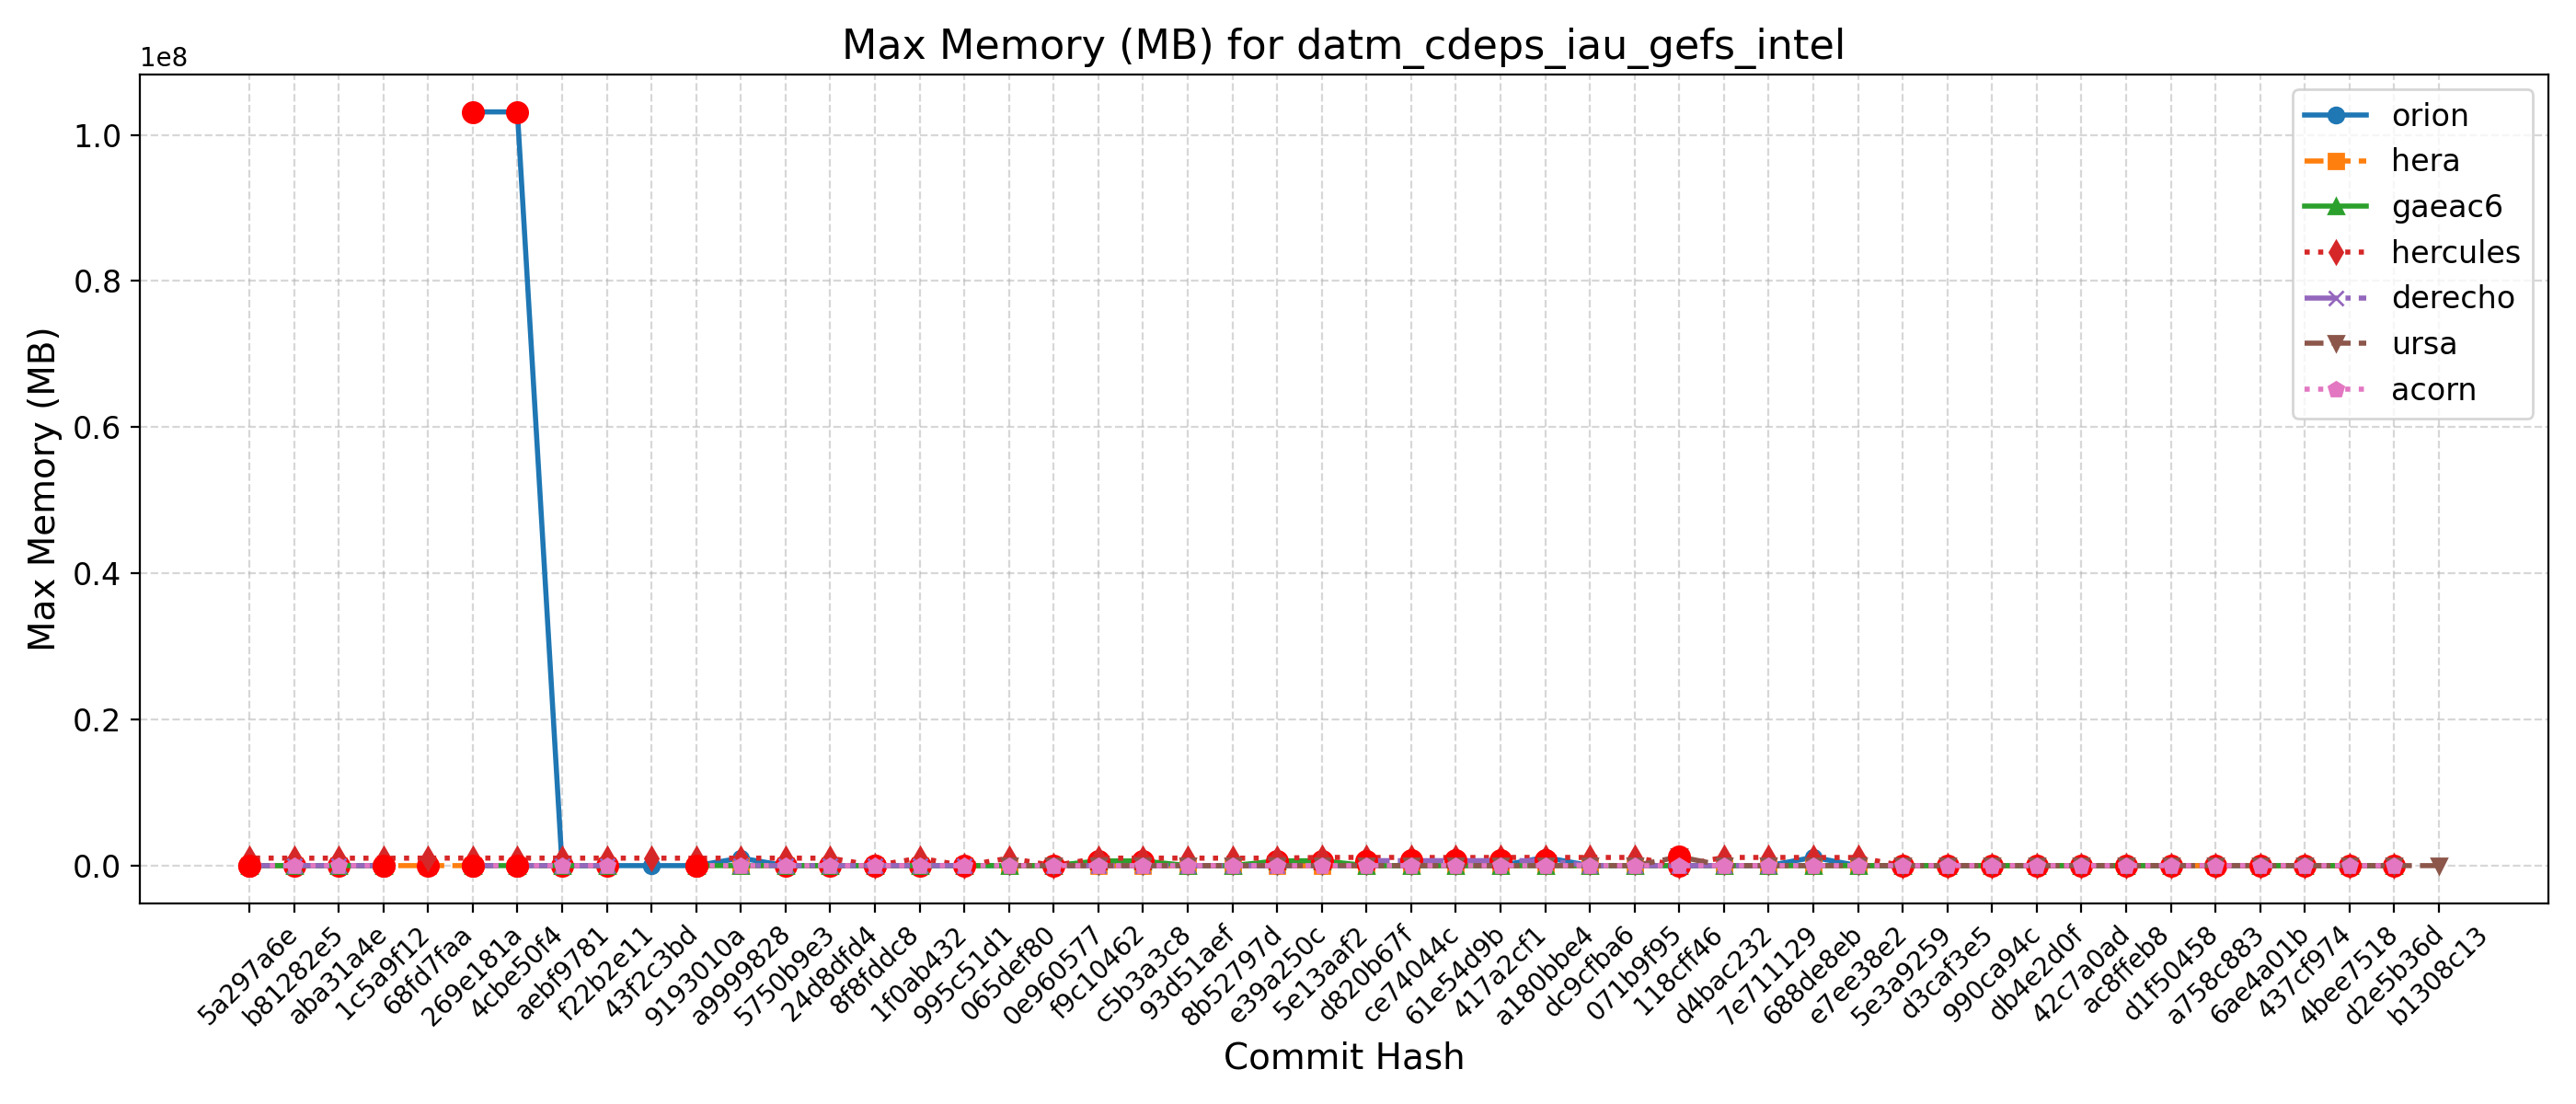 Max Memory (MB) for datm_cdeps_iau_gefs_intel
1e8
1.0
0.8
0.6
0.4
0.2
0.0
Max Memory (MB)
orion
hera
gaeac6
hercules
derecho
ursa
acorn
5a297a6e
b81282e5
aba31a4e
1c5a9f12
68fd7faa
269e181a
4cbe50f4
aebf9781
f22b2e11
43f2c3bd
9193010a
a9999828
5750b9e3
24d8dfd4
8f8fddc8
1f0ab432
995c51d1
065def80
0e960577
f9c10462
c5b3a3c8
93d51aef
8b52797d
e39a250c
5e13aaf2
d820b67f
ce74044c
61e54d9b
417a2cf1
a180bbe4
dc9cfba6
071b9f95
118cff46
d4bac232
7e711129
688de8eb
e7ee38e2
5e3a9259
d3caf3e5
990ca94c
db4e2d0f
42c7a0ad
ac8ffeb8
d1f50458
a758c883
6ae4a01b
437cf974
4bee7518
d2e5b36d
b1308c13
Commit Hash